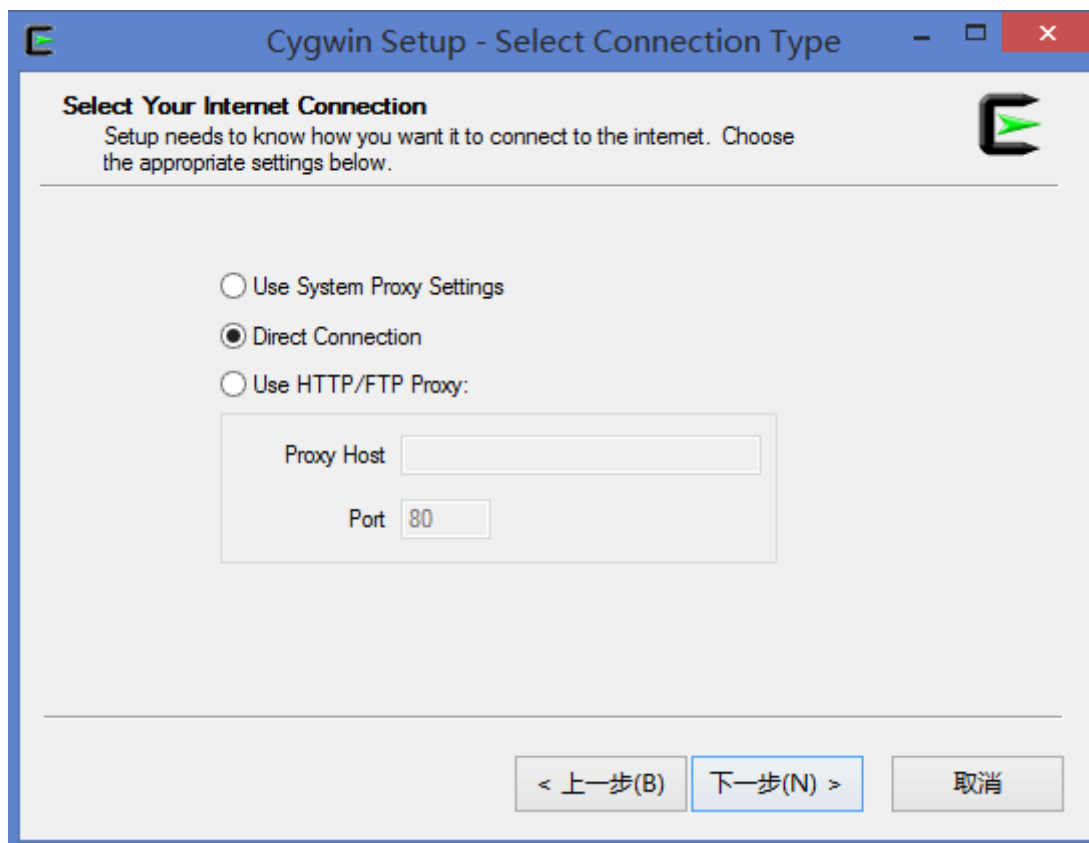 Cygwin Setup - Select Connection Type
Select Your Internet Connection
Setup needs to know how you want it to connect to the internet.  Choose
the appropriate settings below.
Use System Proxy Settings
Direct Connection
Use HTTP/FTP Proxy:
Proxy Host
Port 80
< 上一步(B) 下一步(N) > 取消